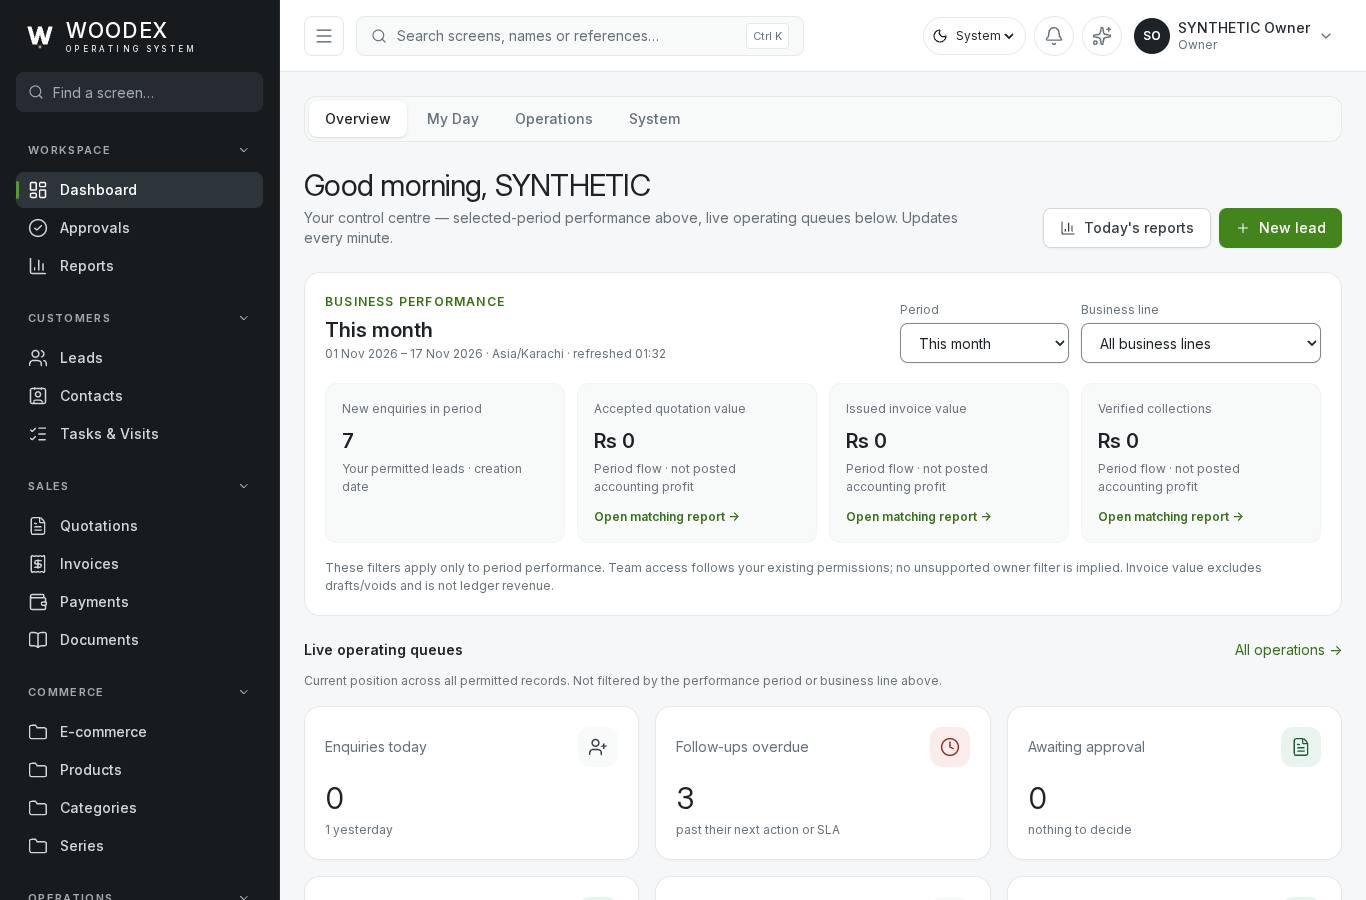 W WOODEX
OPERATING SYSTEM
Find a screen...
WORKSPACE
Dashboard
Approvals
Reports
CUSTOMERS
Leads
Contacts
Tasks & Visits
SALES
Quotations
Invoices
Payments
Documents
COMMERCE
E-commerce
Products
Categories
Series
OPERATIONS
Search screens, names or references...
Ctrl K
System
SO
SYNTHETIC Owner
Owner
Overview
My Day
Operations
System
Good morning, SYNTHETIC
Your control centre — selected-period performance above, live operating queues below. Updates
every minute.
Today's reports
New lead
BUSINESS PERFORMANCE
This month
01 Nov 2026 – 17 Nov 2026 · Asia/Karachi · refreshed 01:32
Period
This month
Business line
All business lines
New enquiries in period
7
Your permitted leads · creation
date
Accepted quotation value
Rs 0
Period flow · not posted
accounting profit
Open matching report →
Issued invoice value
Rs 0
Period flow · not posted
accounting profit
Open matching report →
Verified collections
Rs 0
Period flow · not posted
accounting profit
Open matching report →
These filters apply only to period performance. Team access follows your existing permissions; no unsupported owner filter is implied. Invoice value excludes
drafts/voids and is not ledger revenue.
Live operating queues
All operations →
Current position across all permitted records. Not filtered by the performance period or business line above.
Enquiries today
0
1 yesterday
Follow-ups overdue
3
past their next action or SLA
Awaiting approval
0
nothing to decide